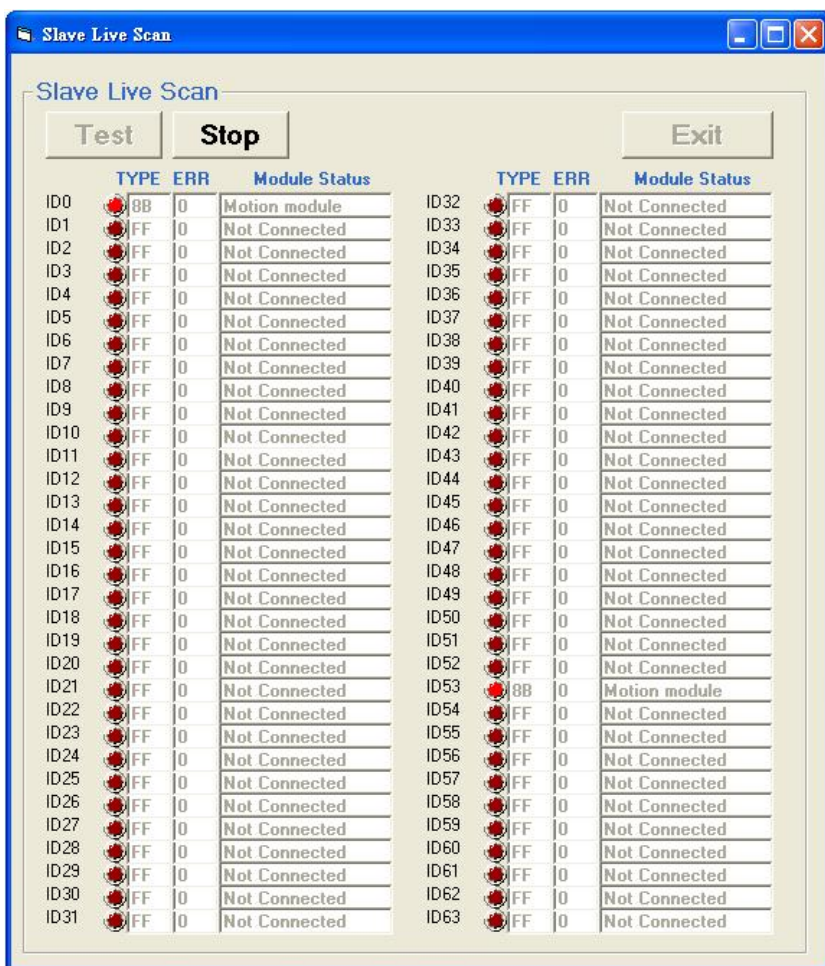 Slave Live Scan
Slave Live Scan
Test Stop Exit
TYPE ERR Module Status TYPE ERR Module Status
ID0 8B 0 Motion module ID32 FF 0 Not Connected
ID1 FF 0 Not Connected ID33 FF 0 Not Connected
ID2 FF 0 Not Connected ID34 FF 0 Not Connected
ID3 FF 0 Not Connected ID35 FF 0 Not Connected
ID4 FF 0 Not Connected ID36 FF 0 Not Connected
ID5 FF 0 Not Connected ID37 FF 0 Not Connected
ID6 FF 0 Not Connected ID38 FF 0 Not Connected
ID7 FF 0 Not Connected ID39 FF 0 Not Connected
ID8 FF 0 Not Connected ID40 FF 0 Not Connected
ID9 FF 0 Not Connected ID41 FF 0 Not Connected
ID10 FF 0 Not Connected ID42 FF 0 Not Connected
ID11 FF 0 Not Connected ID43 FF 0 Not Connected
ID12 FF 0 Not Connected ID44 FF 0 Not Connected
ID13 FF 0 Not Connected ID45 FF 0 Not Connected
ID14 FF 0 Not Connected ID46 FF 0 Not Connected
ID15 FF 0 Not Connected ID47 FF 0 Not Connected
ID16 FF 0 Not Connected ID48 FF 0 Not Connected
ID17 FF 0 Not Connected ID49 FF 0 Not Connected
ID18 FF 0 Not Connected ID50 FF 0 Not Connected
ID19 FF 0 Not Connected ID51 FF 0 Not Connected
ID20 FF 0 Not Connected ID52 FF 0 Not Connected
ID21 FF 0 Not Connected ID53 8B 0 Motion module
ID22 FF 0 Not Connected ID54 FF 0 Not Connected
ID23 FF 0 Not Connected ID55 FF 0 Not Connected
ID24 FF 0 Not Connected ID56 FF 0 Not Connected
ID25 FF 0 Not Connected ID57 FF 0 Not Connected
ID26 FF 0 Not Connected ID58 FF 0 Not Connected
ID27 FF 0 Not Connected ID59 FF 0 Not Connected
ID28 FF 0 Not Connected ID60 FF 0 Not Connected
ID29 FF 0 Not Connected ID61 FF 0 Not Connected
ID30 FF 0 Not Connected ID62 FF 0 Not Connected
ID31 FF 0 Not Connected ID63 FF 0 Not Connected